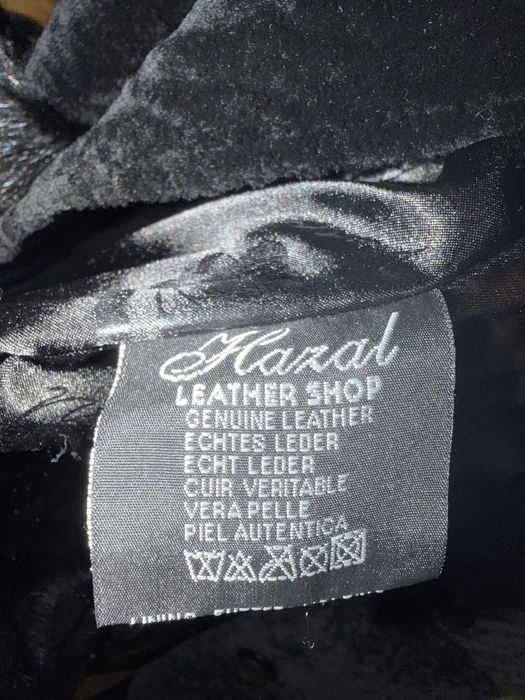 Hazal
LEATHER SHOP
GENUINE LEATHER
ECHTES LEDER
ECHT LEDER
CUIR VERITABLE
VERA PELLE
PIEL AUTENTICA